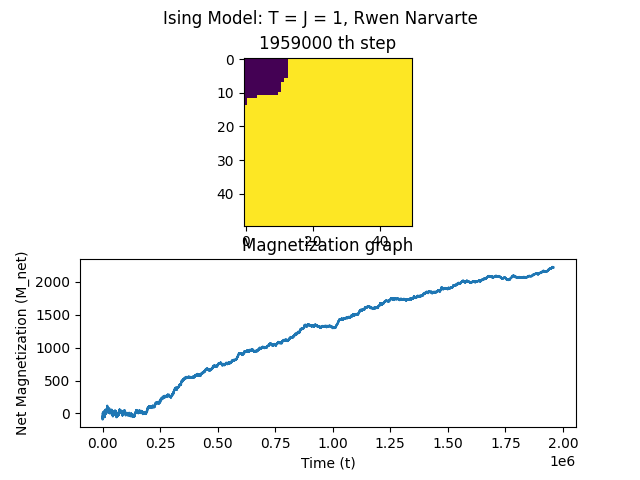 Ising Model: T = J = 1, Rwen Narvarte
1959000 th step
0
10
20
30
40
0 20 40
Magnetization graph
Net Magnetization (M_net)
2000
1500
1000
500
0
0.00 0.25 0.50 0.75 1.00 1.25 1.50 1.75 2.00
1e6
Time (t)